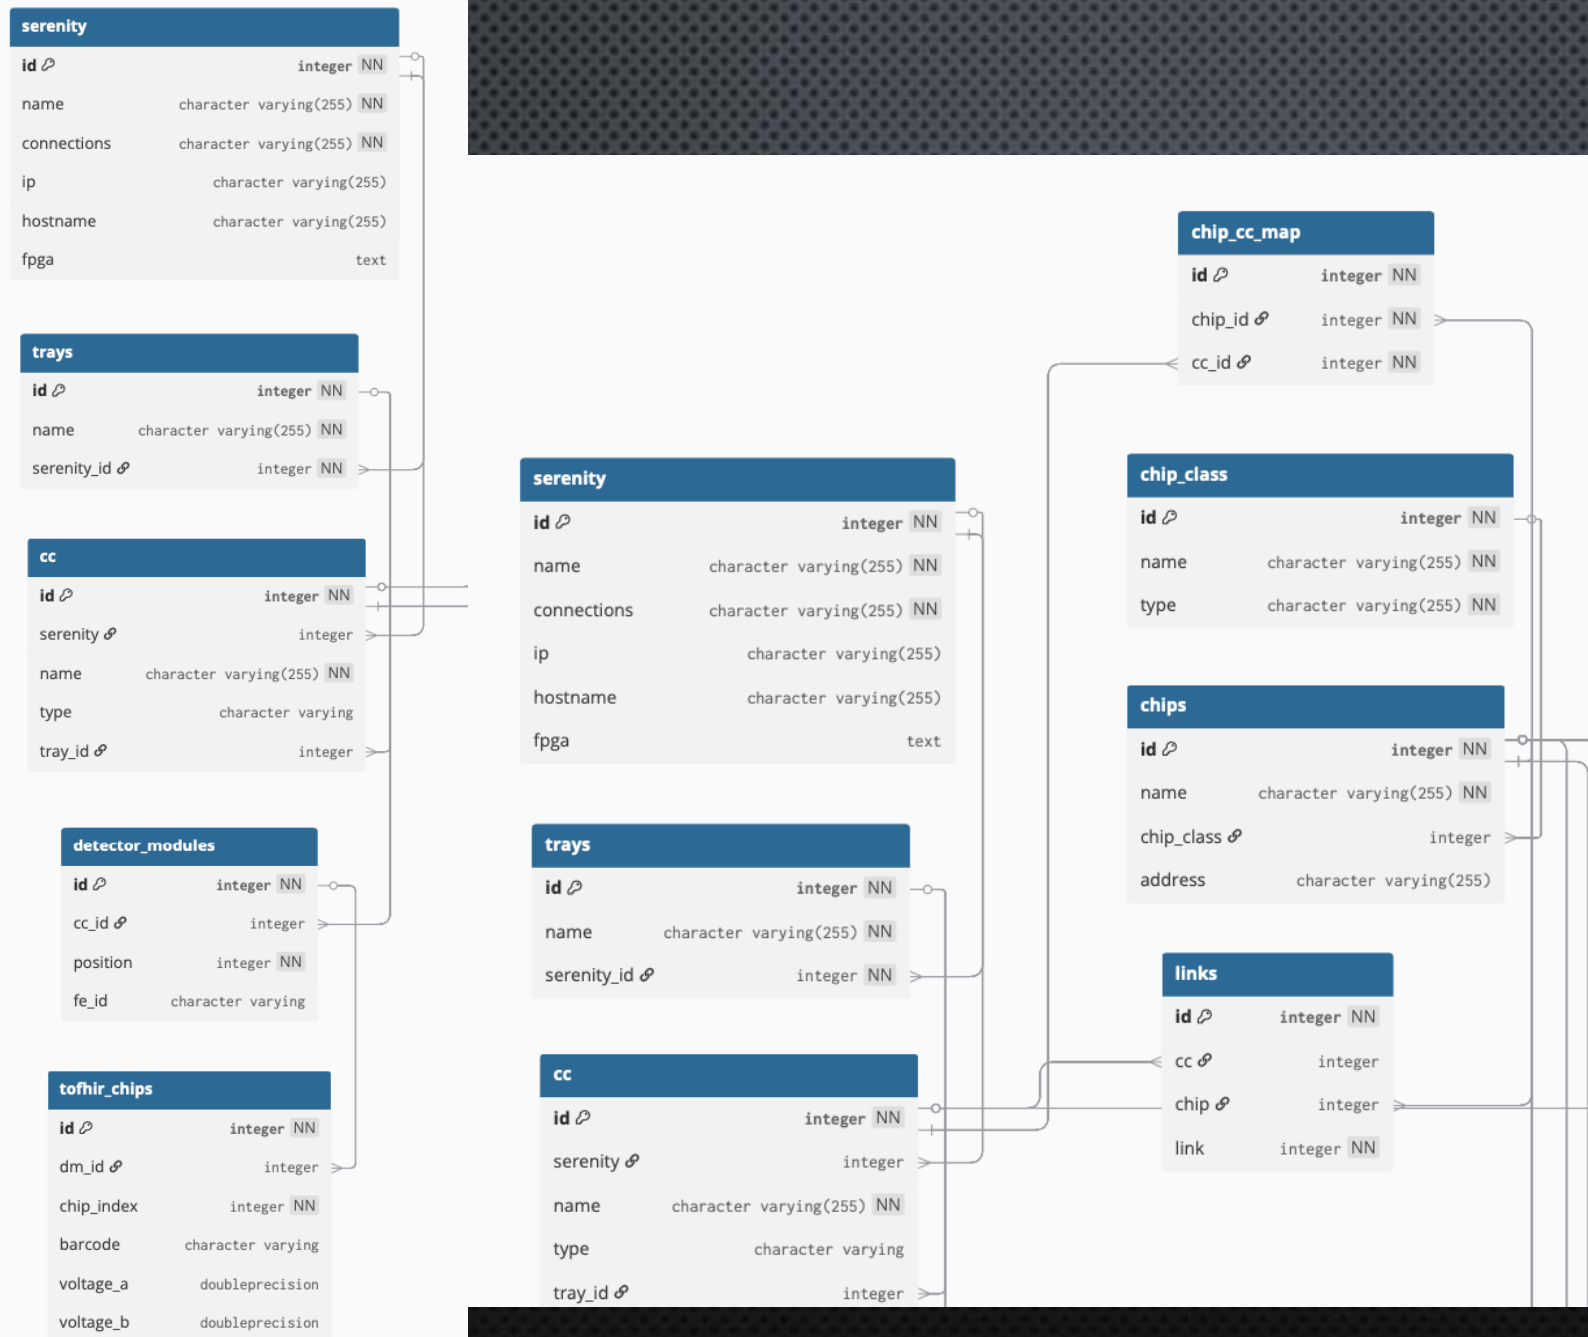 serenity
id integer NN
name character varying(255) NN
connections character varying(255) NN
ip character varying(255)
hostname character varying(255)
fpga text
trays
id integer NN
name character varying(255) NN
serenity_id integer NN
cc
id integer NN
serenity integer
name character varying(255) NN
type character varying
tray_id integer
detector_modules
id integer NN
cc_id integer
position integer NN
fe_id character varying
tofhir_chips
id integer NN
dm_id integer
chip_index integer NN
barcode character varying
voltage_a doubleprecision
voltage_b doubleprecision
serenity
id integer NN
name character varying(255) NN
connections character varying(255) NN
ip character varying(255)
hostname character varying(255)
fpga text
trays
id integer NN
name character varying(255) NN
serenity_id integer NN
cc
id integer NN
serenity integer
name character varying(255) NN
type character varying
tray_id integer
chip_cc_map
id integer NN
chip_id integer NN
cc_id integer NN
chip_class
id integer NN
name character varying(255) NN
type character varying(255) NN
chips
id integer NN
name character varying(255) NN
chip_class integer
address character varying(255)
links
id integer NN
cc integer
chip integer
link integer NN